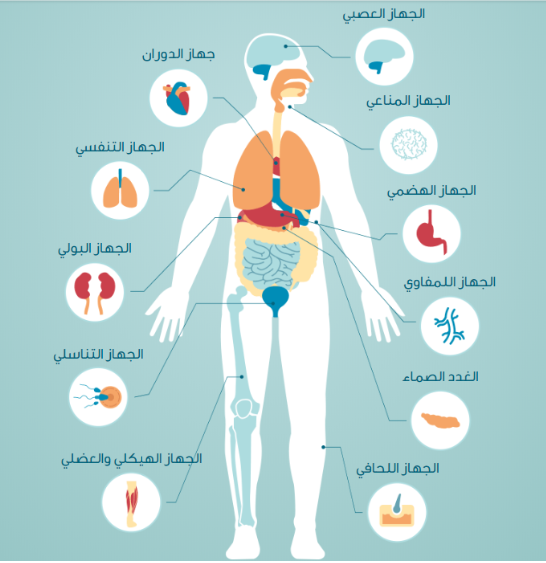 الجهاز العصبي
جهاز الدوران
الجهاز المناعي
الجهاز التنفسي
الجهاز الهضمي
الجهاز البولي
الجهاز اللمفاوي
الجهاز التناسلي
الغدد الصماء
الجهاز الهيكلي والعضلي
الجهاز اللحافي